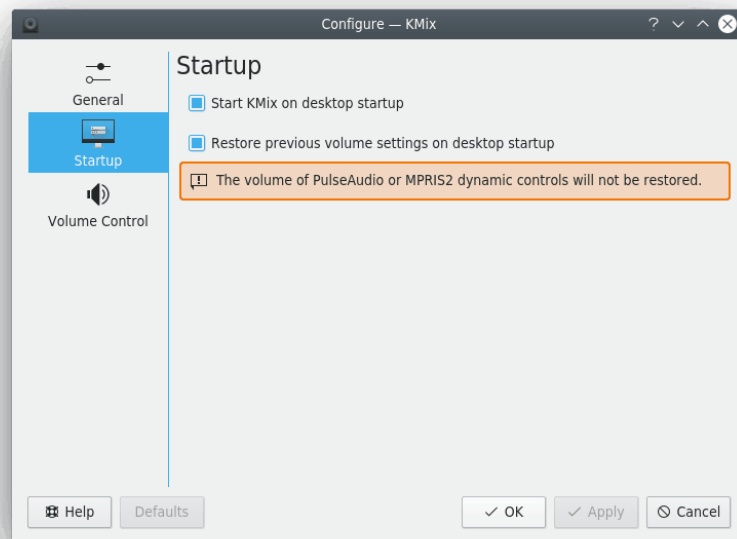 Configure — KMix
General
Startup
Volume Control
Startup
Start KMix on desktop startup
Restore previous volume settings on desktop startup
The volume of PulseAudio or MPRIS2 dynamic controls will not be restored.
Help
Defaults
OK
Apply
Cancel